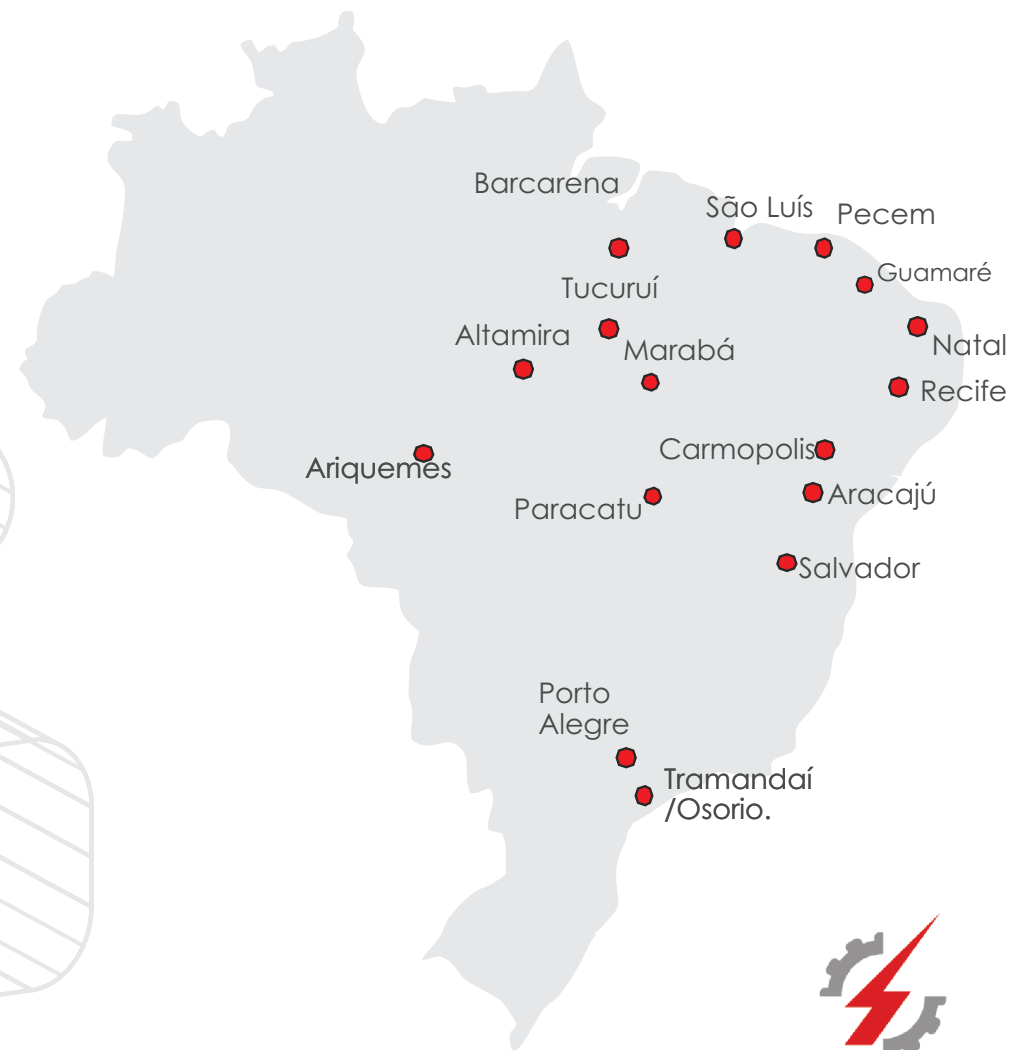 Barcarena
São Luís
Pecem
Guamaré
Tucuruí
Altamira
Marabá
Natal
Recife
Carmopolis
Ariquemes
Paracatu
Aracajú
Salvador
Porto
Alegre
Tramandaí
/Osorio.